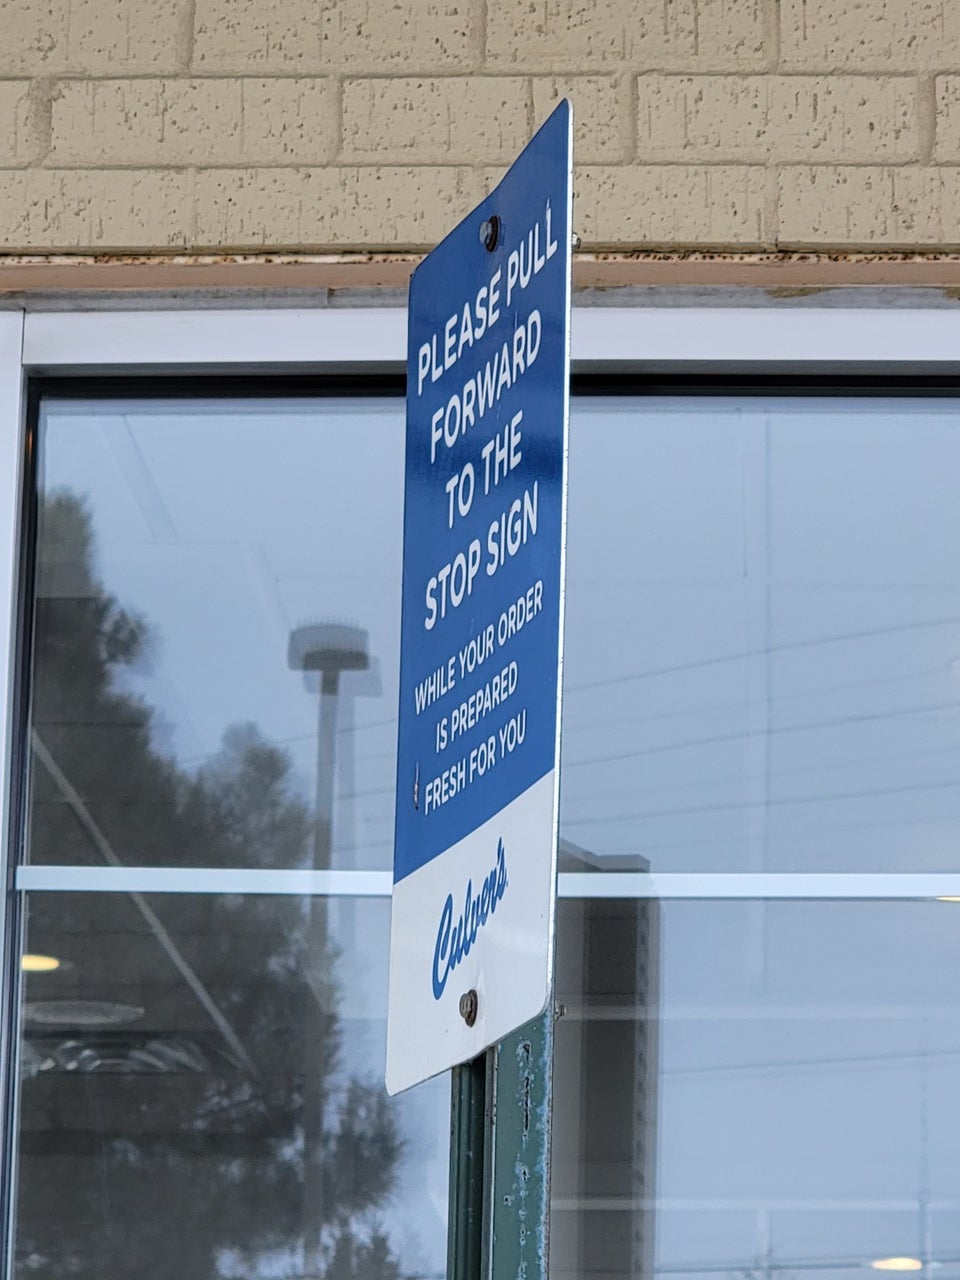 PLEASE PULL
FORWARD
TO THE
STOP SIGN
WHILE YOUR ORDER
IS PREPARED
FRESH FOR YOU
Culver's